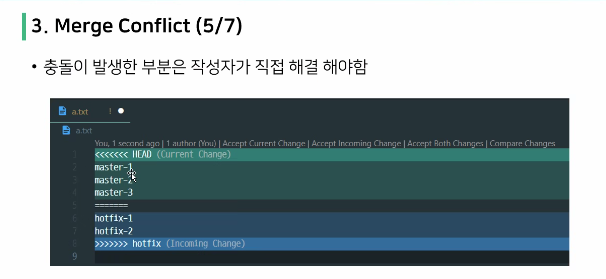 3. Merge Conflict (5/7)
• 충돌이 발생한 부분은 작성자가 직접 해결 해야함
a.txt ! ●
a.txt
You, 1 second ago | 1 author (You) | Accept Current Change | Accept Incoming Change | Accept Both Changes | Compare Changes
1 <<<<<<< HEAD (Current Change)
2 master-1
3 master-2
4 master-3
5 =======
6 hotfix-1
7 hotfix-2
8 >>>>>>> hotfix (Incoming Change)
9